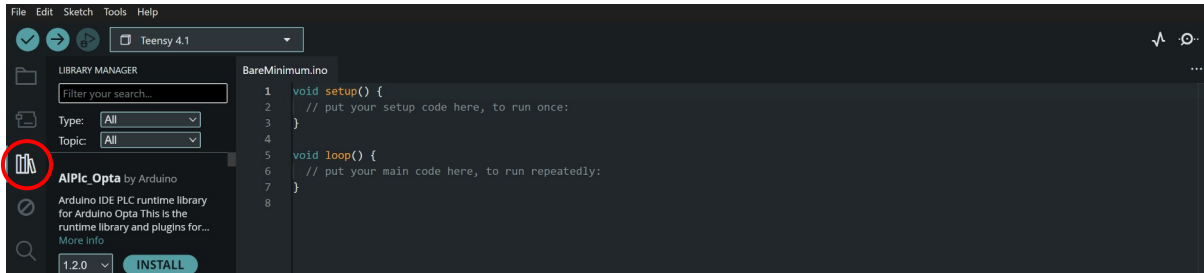 File Edit Sketch Tools Help
Teensy 4.1
LIBRARY MANAGER
Filter your search...
Type: All
Topic: All
AlPlc_Opta by Arduino
Arduino IDE PLC runtime library
for Arduino Opta This is the
runtime library and plugins for...
More info
1.2.0 INSTALL
BareMinimum.ino
1 void setup() {
2 // put your setup code here, to run once:
3 }
4
5 void loop() {
6 // put your main code here, to run repeatedly:
7 }
8